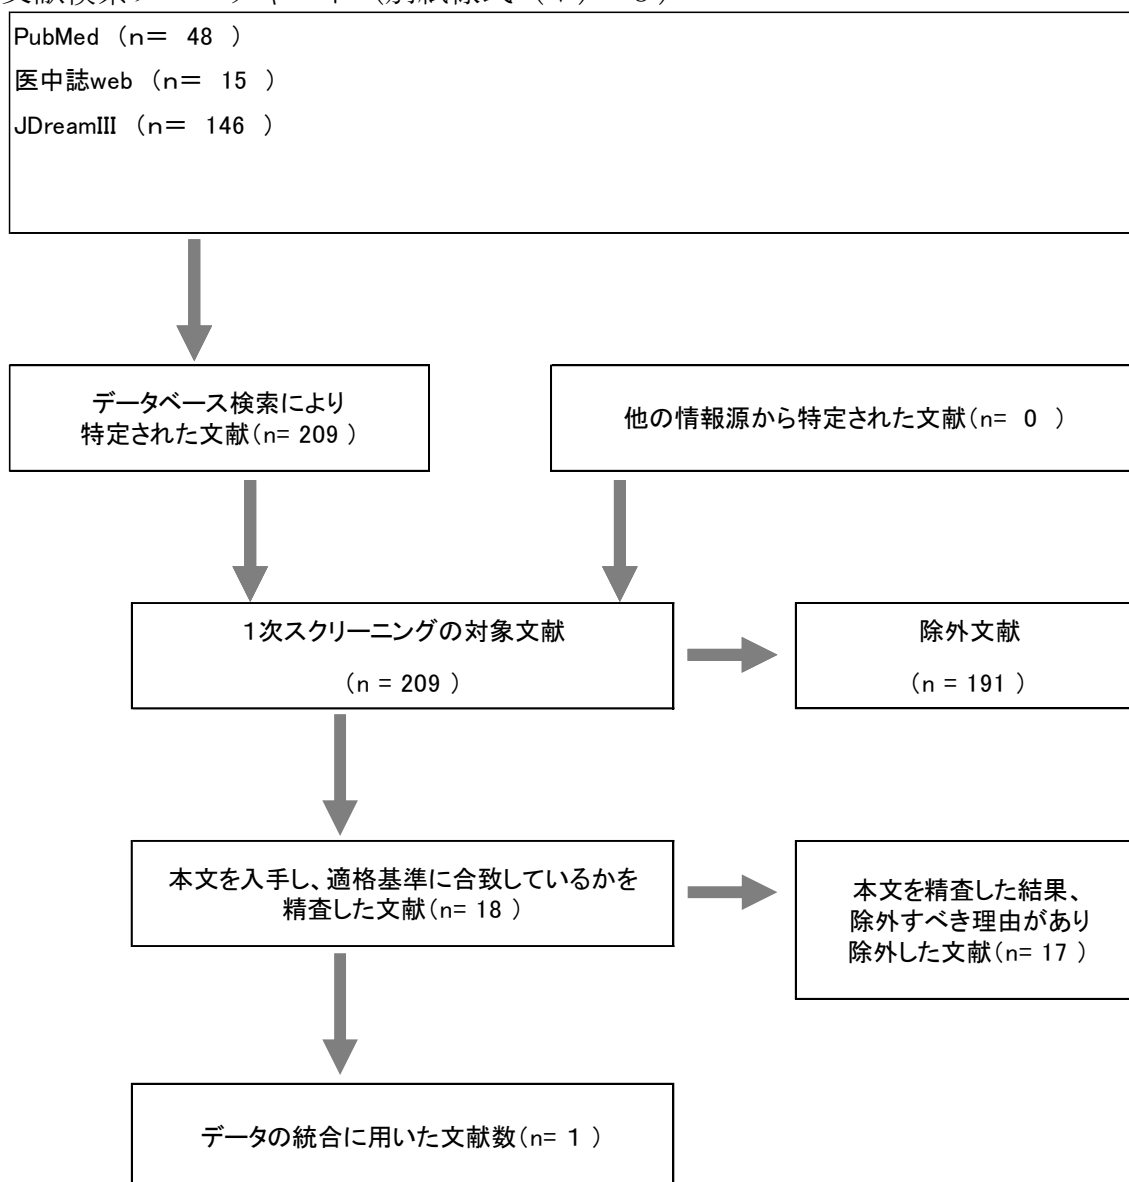 PubMed （n＝ 48 ）
医中誌web （n＝ 15 ）
JDreamIII （n＝ 146 ）
データベース検索により
特定された文献（n= 209 ）
他の情報源から特定された文献（n= 0 ）
１次スクリーニングの対象文献
（n = 209 ）
除外文献
（n = 191 ）
本文を入手し、適格基準に合致しているかを
精査した文献（n= 18 ）
本文を精査した結果、
除外すべき理由があり
除外した文献（n= 17 ）
データの統合に用いた文献数（n= 1 ）